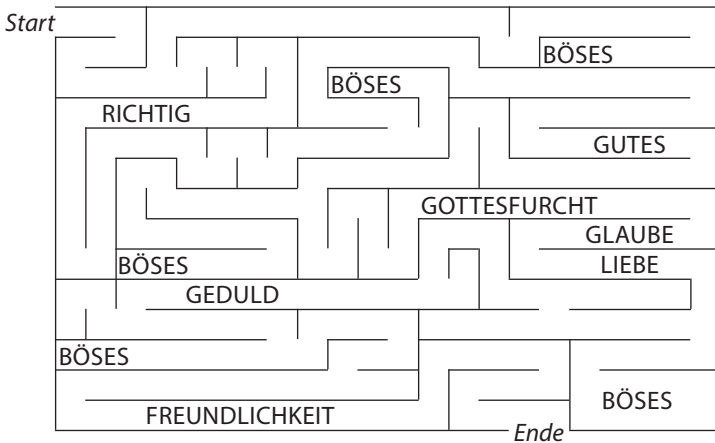 Start
BÖSES
BÖSES
RICHTIG
GUTES
GOTTESFURCHT
GLAUBE
BÖSES
LIEBE
GEDULD
BÖSES
BÖSES
FREUNDLICHKEIT
Ende